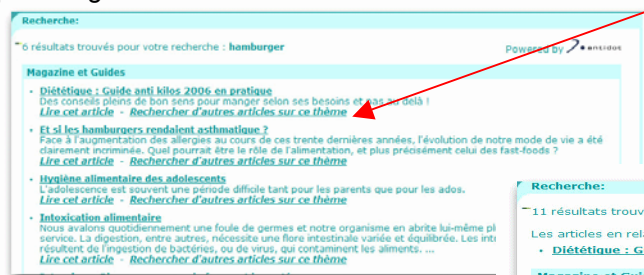 Recherche:
6 résultats trouvés pour votre recherche : hamburger
Powered by antidot
Magazine et Guides
Diététique : Guide anti kilos 2006 en pratique
Des conseils pleins de bon sens pour manger selon ses besoins et pas au delà !
Lire cet article - Rechercher d'autres articles sur ce thème
Et si les hamburgers rendaient asthmatique ?
Face à l'augmentation des allergies au cours de ces trente dernières années, l'évolution de notre mode de vie a été
clairement incriminée. Quel pourrait être le rôle de l'alimentation, et plus précisément celui des fast-foods ?
Lire cet article - Rechercher d'autres articles sur ce thème
Hygiène alimentaire des adolescents
L'adolescence est souvent une période difficile tant pour les parents que pour les ados.
Lire cet article - Rechercher d'autres articles sur ce thème
Intoxication alimentaire
Nous avons quotidiennement une foule de germes et notre organisme en abrite lui-même pl
service. La digestion, entre autres, nécessite une flore intestinale variée et équilibrée. Les int
résultent de l'ingestion de bactéries, ou de virus, qui contaminent les aliments. ...
Lire cet article - Rechercher d'autres articles sur ce thème
Recherche:
11 résultats trouv
Les articles en rel
Diététique : G